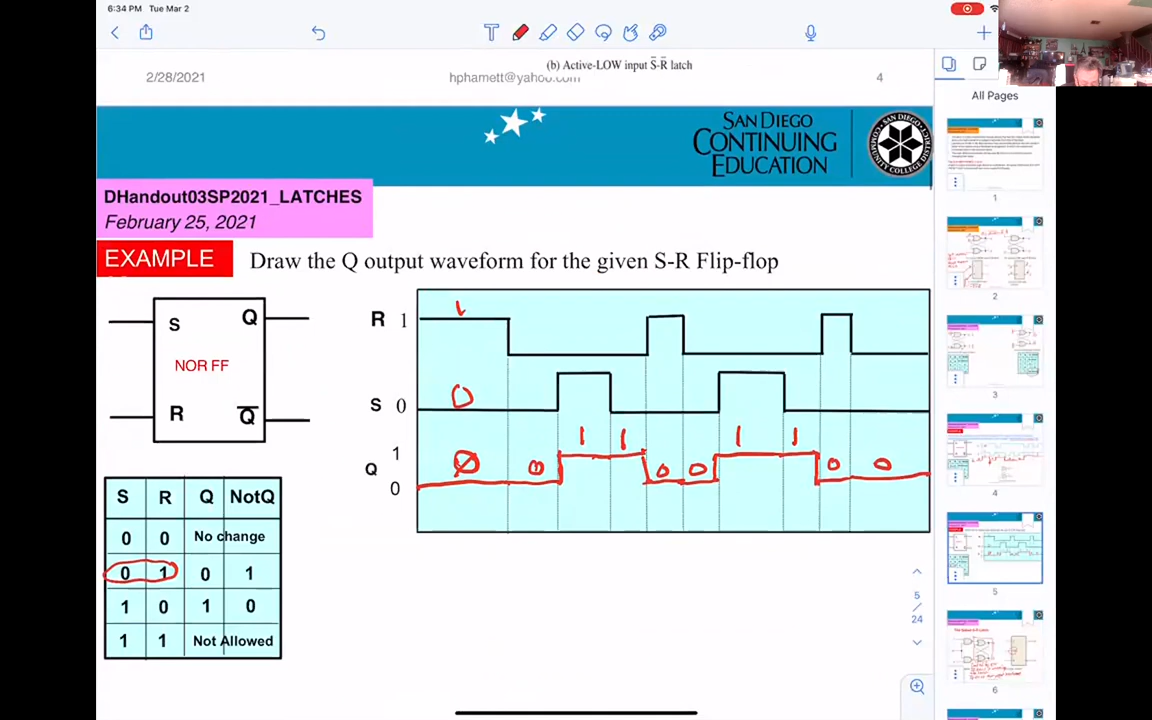 6:34 PM Tue Mar 2
(b) Active-LOW input S̅-R̅ latch
2/28/2021 hphamett@yahoo.com 4
All Pages
SAN DIEGO
CONTINUING
EDUCATION
DHandout03SP2021_LATCHES
February 25, 2021
EXAMPLE Draw the Q output waveform for the given S-R Flip-flop
S Q
NOR FF
R Q̅
R 1
1
S 0
0
Q 1
0
0 0 1 1 0 0 1 1 0 0
S R Q NotQ
0 0 No change
0 1 0 1
1 0 1 0
1 1 Not Allowed
5
/
24
1
2
3
4
5
6